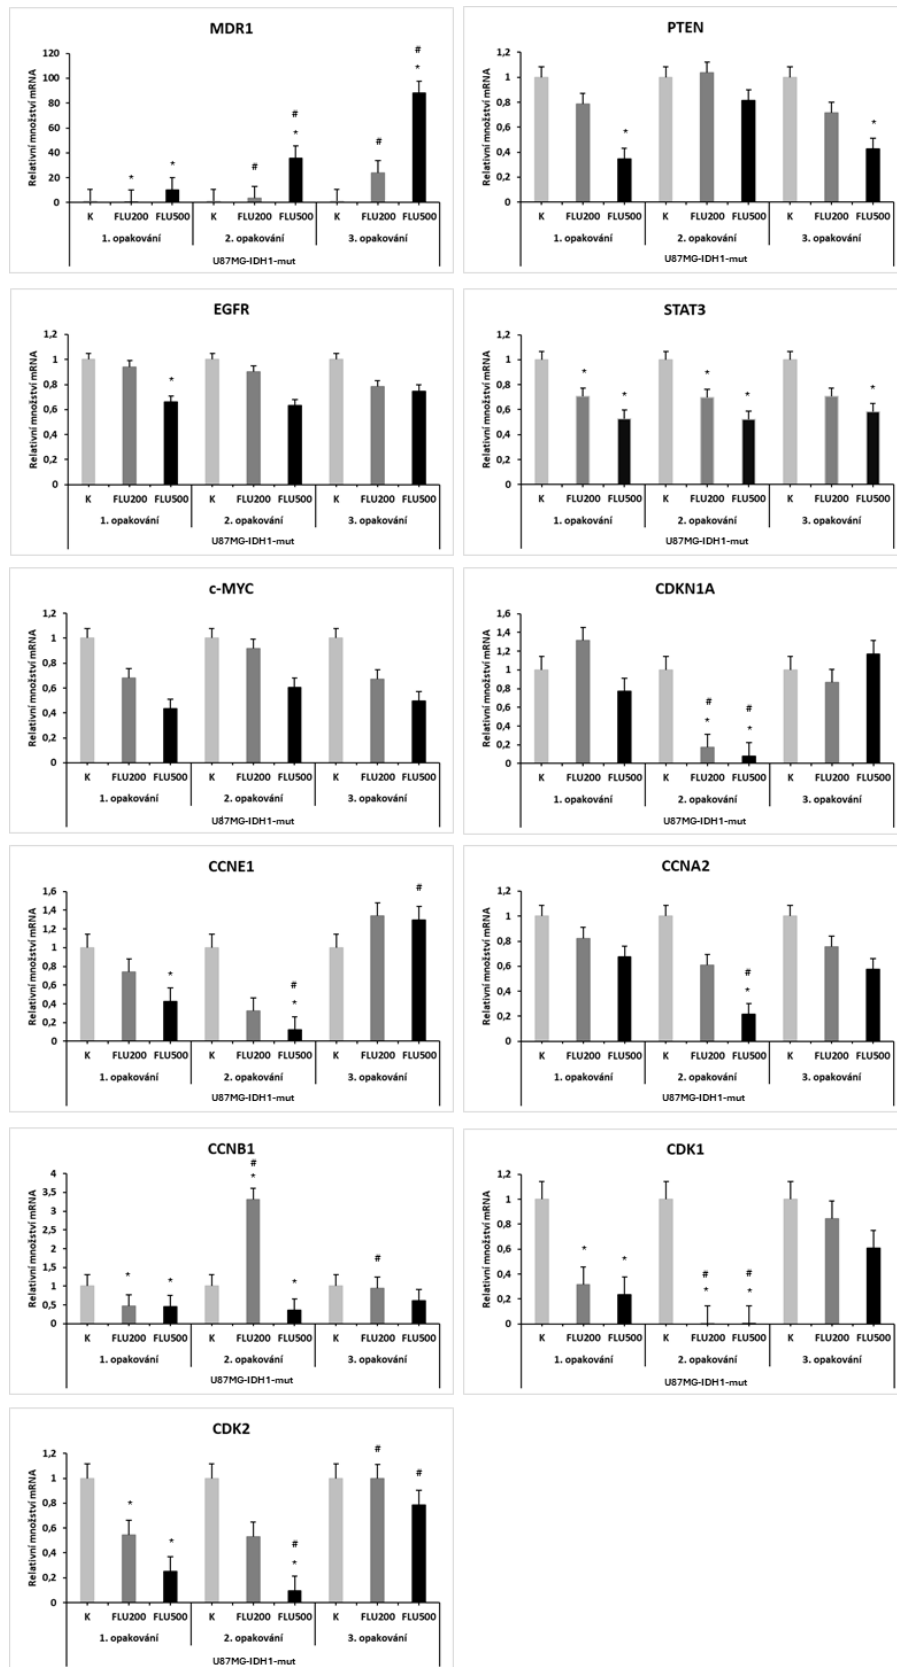 MDR1
Relativní množství mRNA
120
100
80
60
40
20
0
* * # # * # # *
K FLU200 FLU500 K FLU200 FLU500 K FLU200 FLU500
1. opakování 2. opakování 3. opakování
U87MG-IDH1-mut
PTEN
Relativní množství mRNA
1,2
1
0,8
0,6
0,4
0,2
0
* *
K FLU200 FLU500 K FLU200 FLU500 K FLU200 FLU500
1. opakování 2. opakování 3. opakování
U87MG-IDH1-mut
EGFR
Relativní množství mRNA
1,2
1
0,8
0,6
0,4
0,2
0
*
K FLU200 FLU500 K FLU200 FLU500 K FLU200 FLU500
1. opakování 2. opakování 3. opakování
U87MG-IDH1-mut
STAT3
Relativní množství mRNA
1,2
1
0,8
0,6
0,4
0,2
0
* * * * *
K FLU200 FLU500 K FLU200 FLU500 K FLU200 FLU500
1. opakování 2. opakování 3. opakování
U87MG-IDH1-mut
c-MYC
Relativní množství mRNA
1,2
1
0,8
0,6
0,4
0,2
0
K FLU200 FLU500 K FLU200 FLU500 K FLU200 FLU500
1. opakování 2. opakování 3. opakování
U87MG-IDH1-mut
CDKN1A
Relativní množství mRNA
1,6
1,4
1,2
1
0,8
0,6
0,4
0,2
0
# #
* *
K FLU200 FLU500 K FLU200 FLU500 K FLU200 FLU500
1. opakování 2. opakování 3. opakování
U87MG-IDH1-mut
CCNE1
Relativní množství mRNA
1,6
1,4
1,2
1
0,8
0,6
0,4
0,2
0
* # * #
K FLU200 FLU500 K FLU200 FLU500 K FLU200 FLU500
1. opakování 2. opakování 3. opakování
U87MG-IDH1-mut
CCNA2
Relativní množství mRNA
1,2
1
0,8
0,6
0,4
0,2
0
#
*
K FLU200 FLU500 K FLU200 FLU500 K FLU200 FLU500
1. opakování 2. opakování 3. opakování
U87MG-IDH1-mut
CCNB1
Relativní množství mRNA
4
3,5
3
2,5
2
1,5
1
0,5
0
* * # * * #
K FLU200 FLU500 K FLU200 FLU500 K FLU200 FLU500
1. opakování 2. opakování 3. opakování
U87MG-IDH1-mut
CDK1
Relativní množství mRNA
1,2
1
0,8
0,6
0,4
0,2
0
* * # * # *
K FLU200 FLU500 K FLU200 FLU500 K FLU200 FLU500
1. opakování 2. opakování 3. opakování
U87MG-IDH1-mut
CDK2
Relativní množství mRNA
1,2
1
0,8
0,6
0,4
0,2
0
* * # * # #
K FLU200 FLU500 K FLU200 FLU500 K FLU200 FLU500
1. opakování 2. opakování 3. opakování
U87MG-IDH1-mut